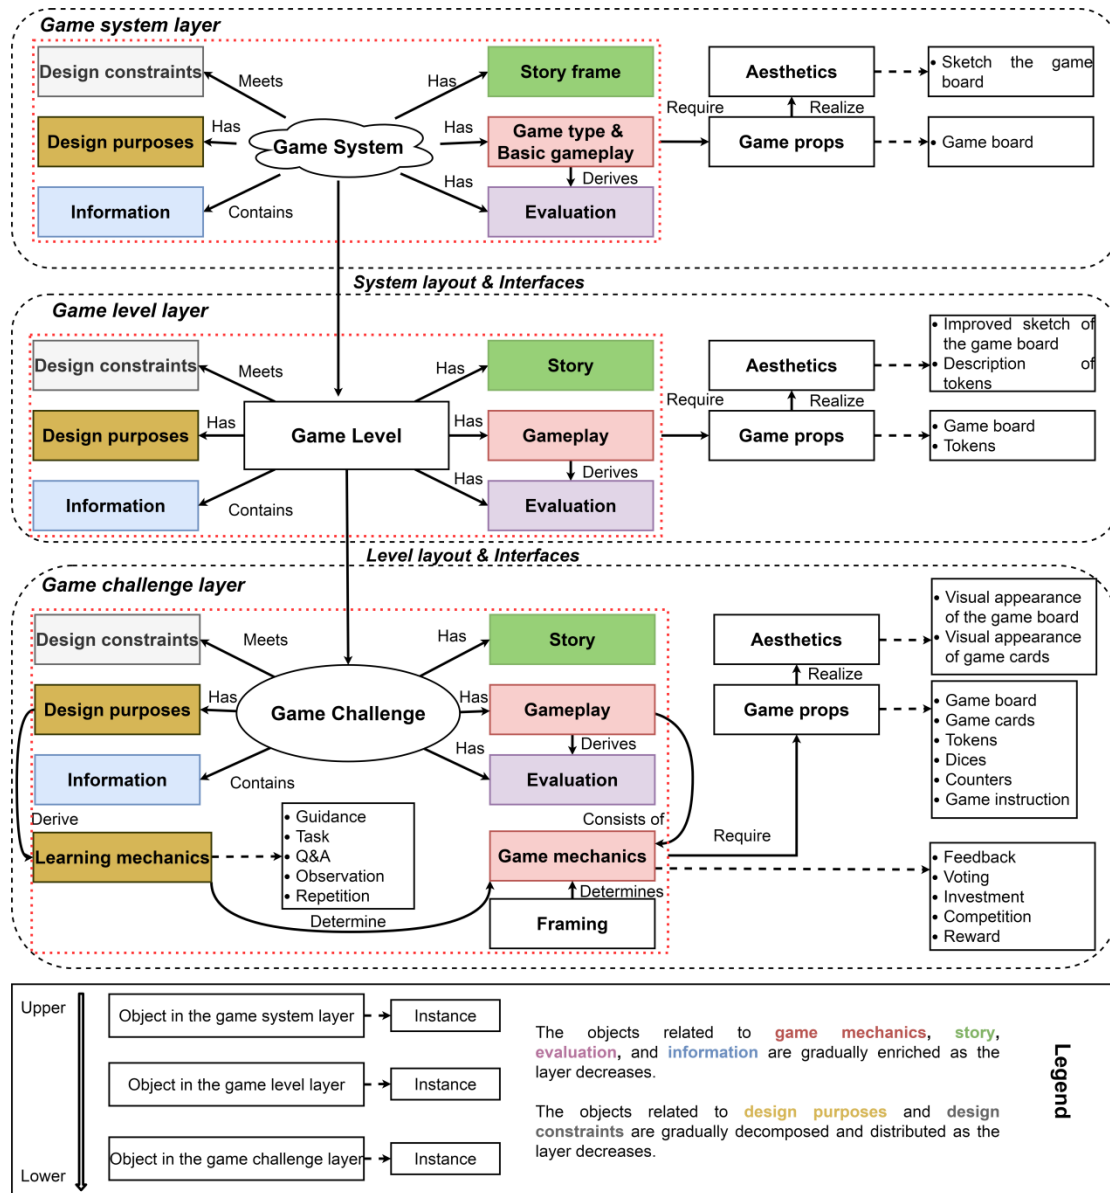 Game system layer
Design constraints
Meets
Has
Story frame
Aesthetics
• Sketch the game
board
Design purposes
Has
Game System
Has
Game type &
Basic gameplay
Require
Realize
Game props
• Game board
Derives
Information
Contains
Has
Evaluation
System layout & Interfaces
Game level layer
Design constraints
Meets
Has
Story
Aesthetics
• Improved sketch of
the game board
• Description of
tokens
Design purposes
Has
Game Level
Has
Gameplay
Require
Realize
Game props
• Game board
• Tokens
Derives
Information
Contains
Has
Evaluation
Level layout & Interfaces
Game challenge layer
Design constraints
Meets
Has
Story
Aesthetics
• Visual appearance
of the game board
• Visual appearance
of game cards
Realize
Design purposes
Has
Game Challenge
Has
Gameplay
Game props
• Game board
• Game cards
• Tokens
• Dices
• Counters
• Game instruction
Derives
Information
Contains
Has
Evaluation
Derive
Consists of
Require
Learning mechanics
• Guidance
• Task
• Q&A
• Observation
• Repetition
Game mechanics
• Feedback
• Voting
• Investment
• Competition
• Reward
Determine
Determines
Framing
Upper
Lower
Object in the game system layer
Instance
Object in the game level layer
Instance
Object in the game challenge layer
Instance
The objects related to game mechanics, story,
evaluation, and information are gradually enriched as the
layer decreases.
The objects related to design purposes and design
constraints are gradually decomposed and distributed as the
layer decreases.
Legend